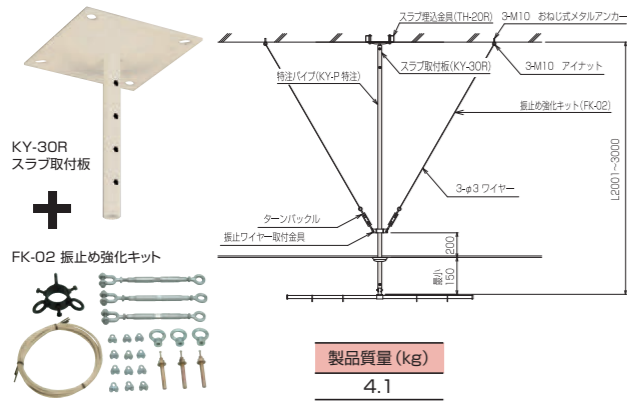 KY-30R
スラブ取付板
FK-02 振止め強化キット
スラブ埋込金具(TH-20R)
3-M10 おねじ式メタルアンカー
スラブ取付板(KY-30R)
3-M10 アイナット
特注パイプ(KY-P 特注)
振止め強化キット(FK-02)
3-φ3 ワイヤー
ターンバックル
振止ワイヤー取付金具
200
最小
150
L2001~3000
製品質量(kg)
4.1